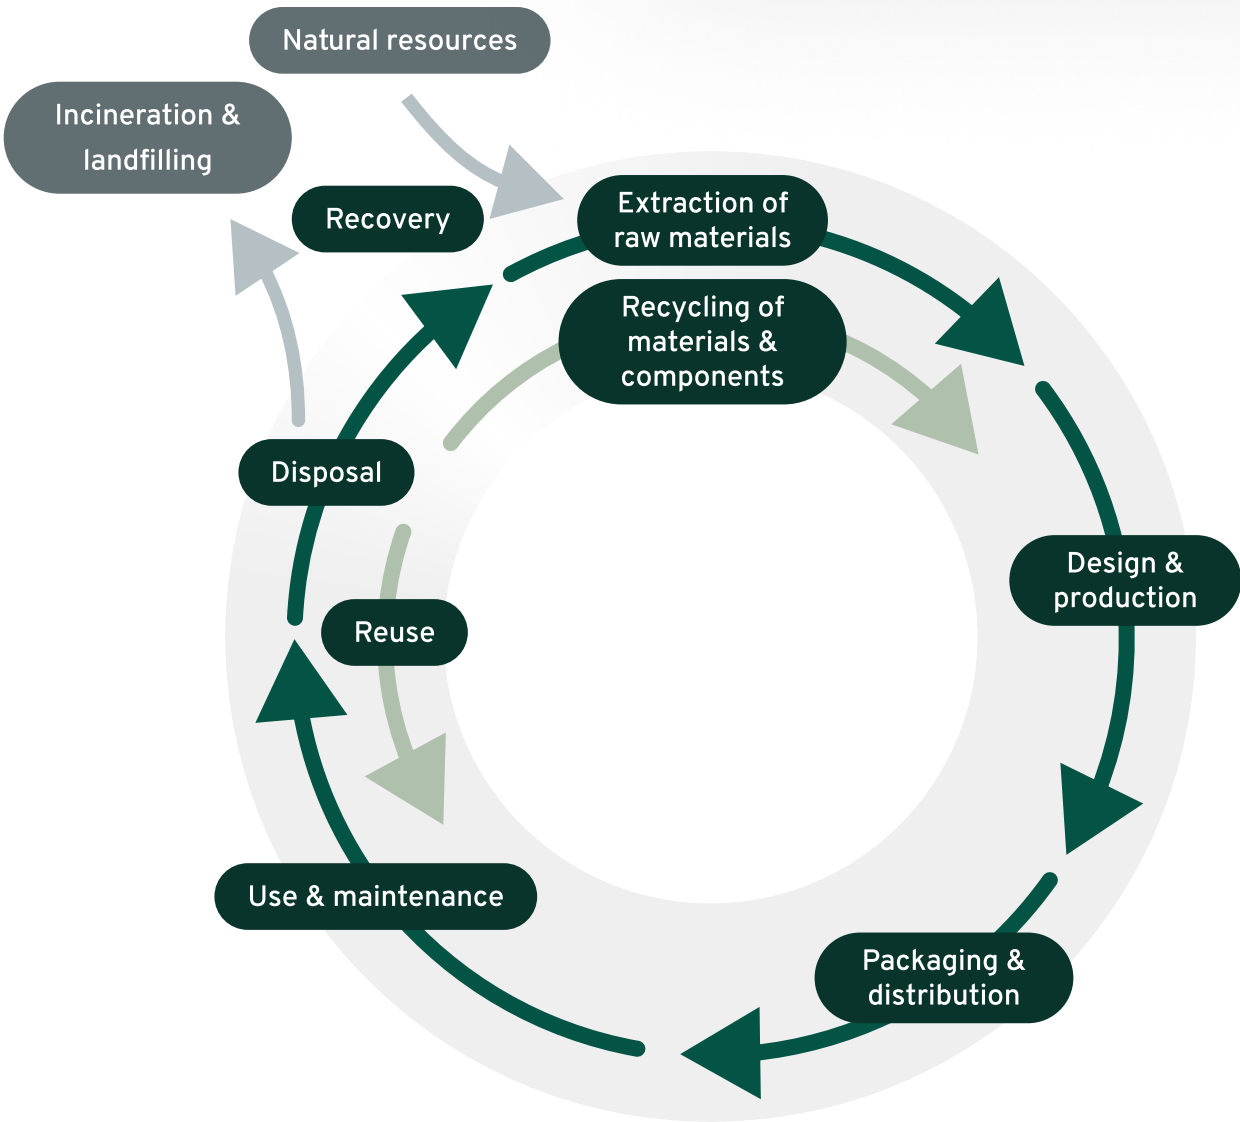 Natural resources
Incineration &
landfilling
Recovery
Extraction of
raw materials
Recycling of
materials &
components
Disposal
Design &
production
Reuse
Use & maintenance
Packaging &
distribution